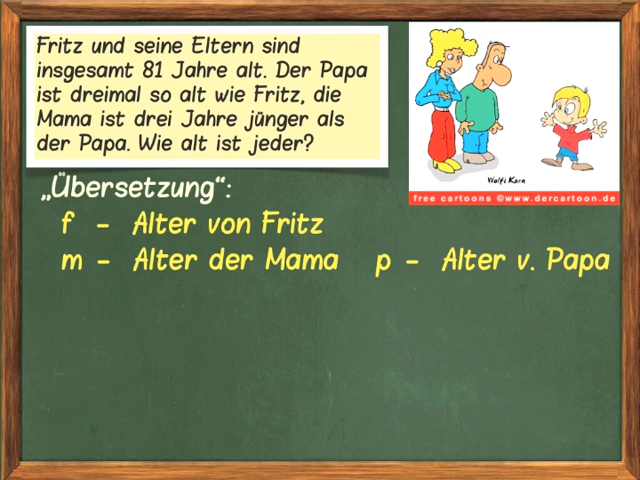 Fritz und seine Eltern sind
insgesamt 81 Jahre alt. Der Papa
ist dreimal so alt wie Fritz, die
Mama ist drei Jahre jünger als
der Papa. Wie alt ist jeder?
Wolfi Korn
free cartoons ©www.dercartoon.de
„Übersetzung“:
f - Alter von Fritz
m - Alter der Mama p - Alter v. Papa